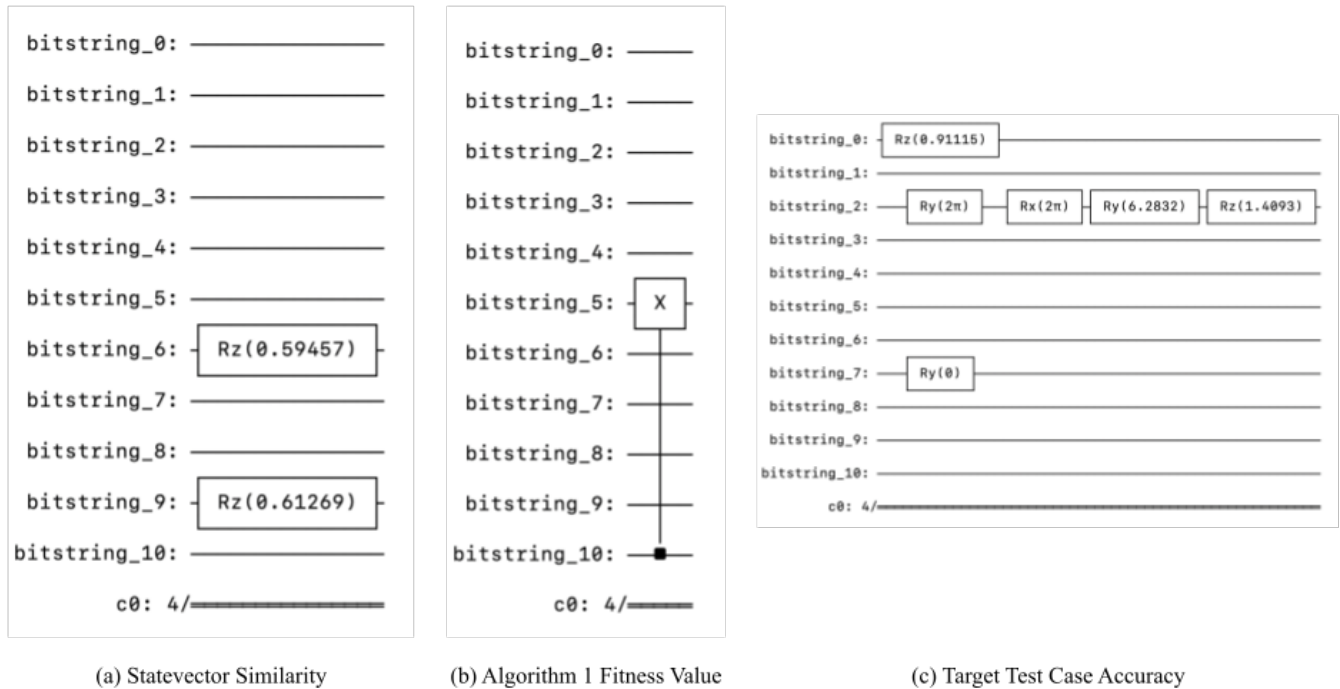 bitstring_0:
bitstring_1:
bitstring_2:
bitstring_3:
bitstring_4:
bitstring_5:
bitstring_6: Rz(0.59457)
bitstring_7:
bitstring_8:
bitstring_9: Rz(0.61269)
bitstring_10:
c0: 4/
(a) Statevector Similarity
bitstring_0:
bitstring_1:
bitstring_2:
bitstring_3:
bitstring_4:
bitstring_5: X
bitstring_6:
bitstring_7:
bitstring_8:
bitstring_9:
bitstring_10:
c0: 4/
(b) Algorithm 1 Fitness Value
bitstring_0: Rz(0.91115)
bitstring_1:
bitstring_2: Ry(2π) Rx(2π) Ry(6.2832) Rz(1.4093)
bitstring_3:
bitstring_4:
bitstring_5:
bitstring_6:
bitstring_7: Ry(0)
bitstring_8:
bitstring_9:
bitstring_10:
c0: 4/
(c) Target Test Case Accuracy